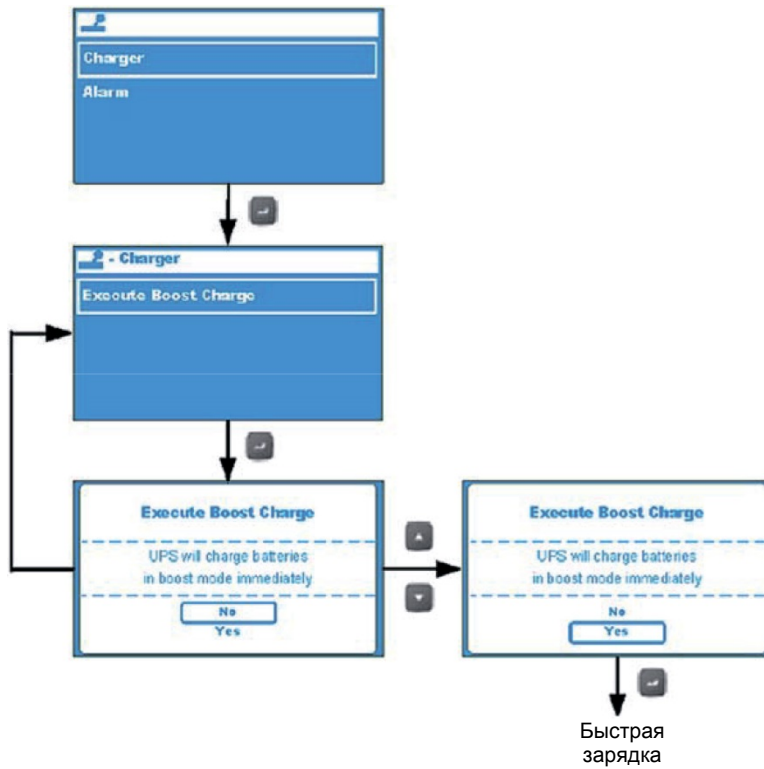 Charger
Alarm
- Charger
Execute Boost Charge
Execute Boost Charge
UPS will charge batteries
in boost mode immediately
No
Yes
Execute Boost Charge
UPS will charge batteries
in boost mode immediately
No
Yes
Быстрая
зарядка